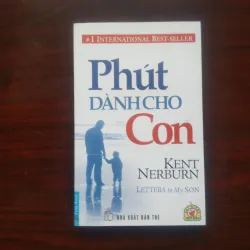 #1 INTERNATIONAL BEST-SELLER
Phút
DÀNH CHO
Con
KENT
NERBURN
LETTERS to MY SON
NHÀ XUẤT BẢN TRẺ